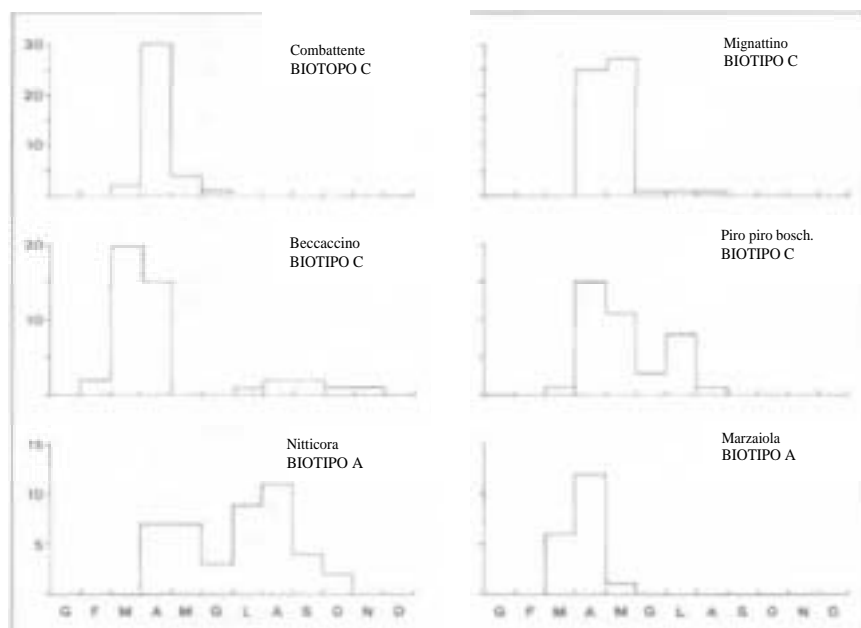 Combattente
BIOTOPO C
30
20
10
Mignattino
BIOTIPO C
Beccaccino
BIOTIPO C
20
10
Piro piro bosch.
BIOTIPO C
Nitticora
BIOTIPO A
15
10
5
G F M A M G L A S O N D
Marzaiola
BIOTIPO A
G F M A M G L A S O N D